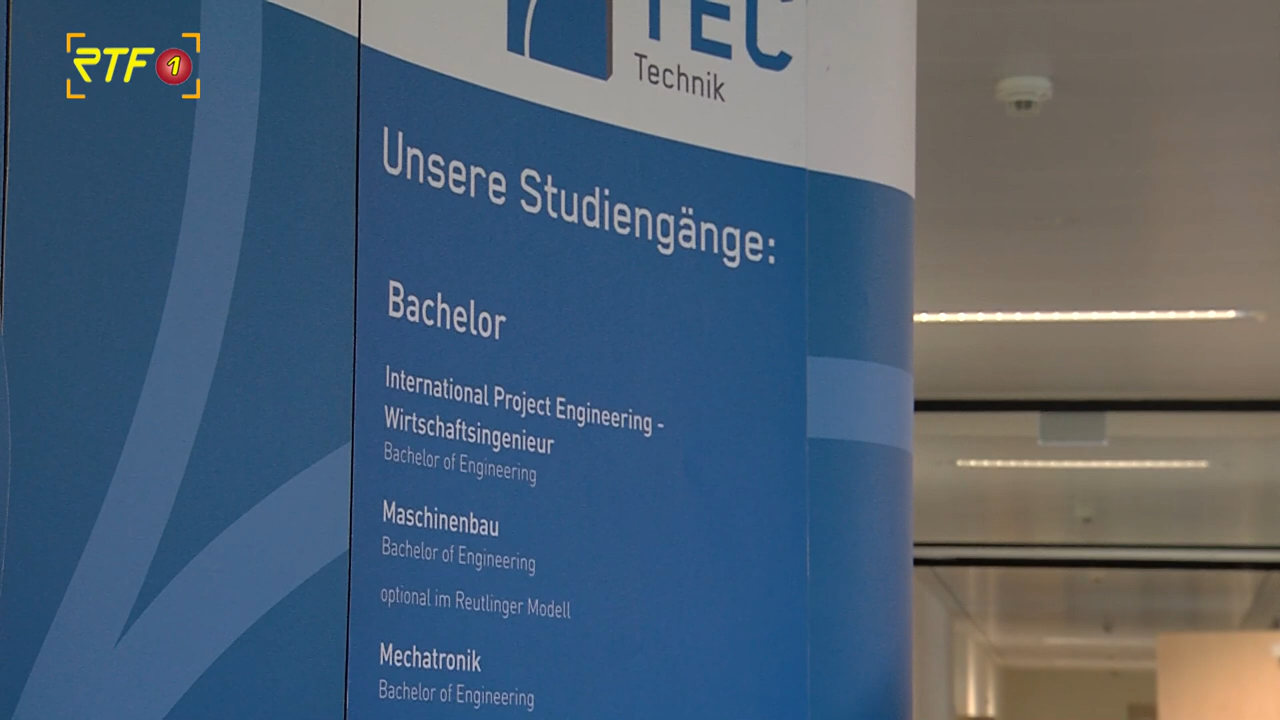 RTF 1
TEC
Technik
Unsere Studiengänge:
Bachelor
International Project Engineering -
Wirtschaftsingenieur
Bachelor of Engineering
Maschinenbau
Bachelor of Engineering
optional im Reutlinger Modell
Mechatronik
Bachelor of Engineering